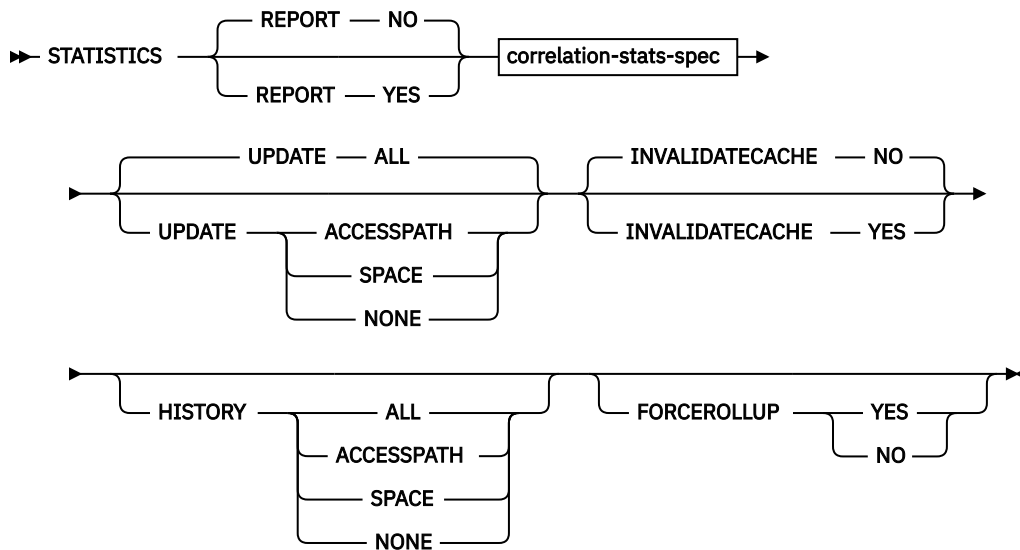 REPORT NO
STATISTICS correlation-stats-spec
REPORT YES
UPDATE ALL INVALIDATECACHE NO
UPDATE ACCESSPATH INVALIDATECACHE YES
SPACE
NONE
HISTORY ALL FORCEROLLUP YES
ACCESSPATH NO
SPACE
NONE